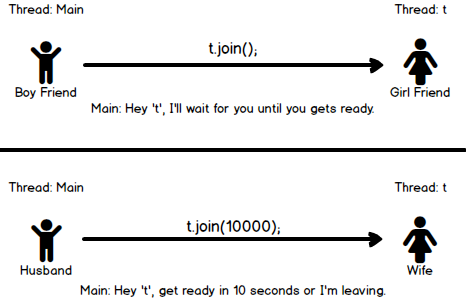 Thread: Main Thread: t
t.join();
Boy Friend Girl Friend
Main: Hey 't', I'll wait for you until you gets ready.
Thread: Main Thread: t
t.join(10000);
Husband Wife
Main: Hey 't', get ready in 10 seconds or I'm leaving.